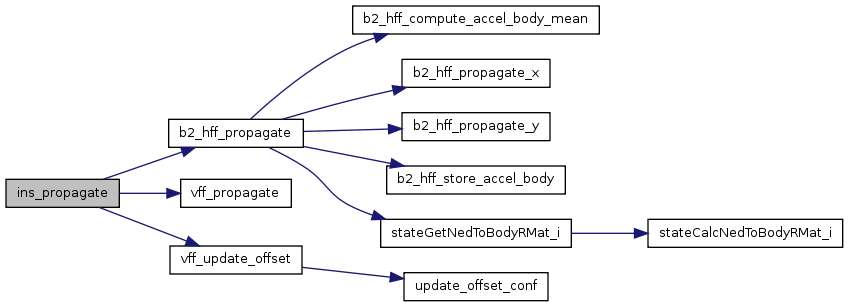 b2_hff_compute_accel_body_mean
b2_hff_propagate_x
b2_hff_propagate
b2_hff_propagate_y
b2_hff_store_accel_body
ins_propagate
vff_propagate
stateGetNedToBodyRMat_i
stateCalcNedToBodyRMat_i
vff_update_offset
update_offset_conf